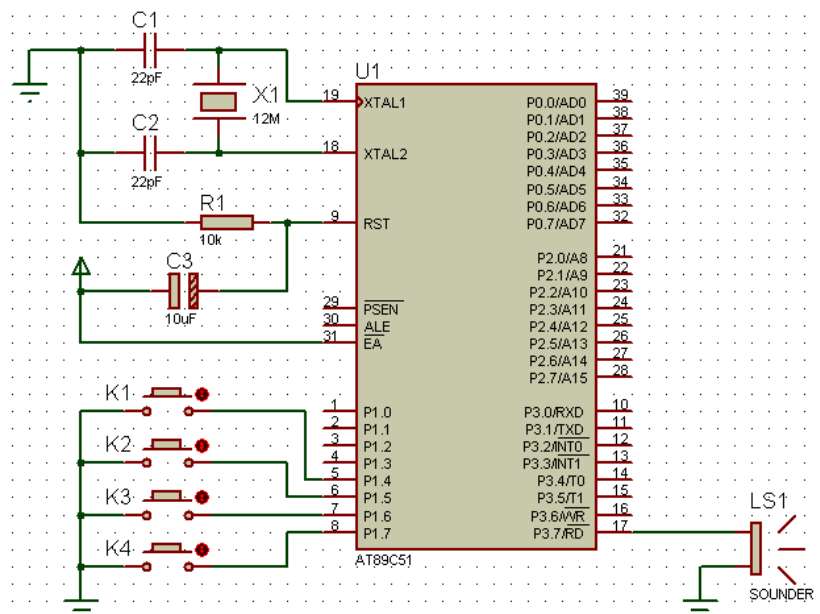 C1
22pF
X1
12M
C2
22pF
R1
10k
C3
10uF
K1
K2
K3
K4
U1
19 XTAL1
18 XTAL2
9 RST
29 PSEN
30 ALE
31 EA
1 P1.0
2 P1.1
3 P1.2
4 P1.3
5 P1.4
6 P1.5
7 P1.6
8 P1.7
P0.0/AD0 39
P0.1/AD1 38
P0.2/AD2 37
P0.3/AD3 36
P0.4/AD4 35
P0.5/AD5 34
P0.6/AD6 33
P0.7/AD7 32
P2.0/A8 21
P2.1/A9 22
P2.2/A10 23
P2.3/A11 24
P2.4/A12 25
P2.5/A13 26
P2.6/A14 27
P2.7/A15 28
P3.0/RXD 10
P3.1/TXD 11
P3.2/INT0 12
P3.3/INT1 13
P3.4/T0 14
P3.5/T1 15
P3.6/WR 16
P3.7/RD 17
AT89C51
LS1
SOUNDER